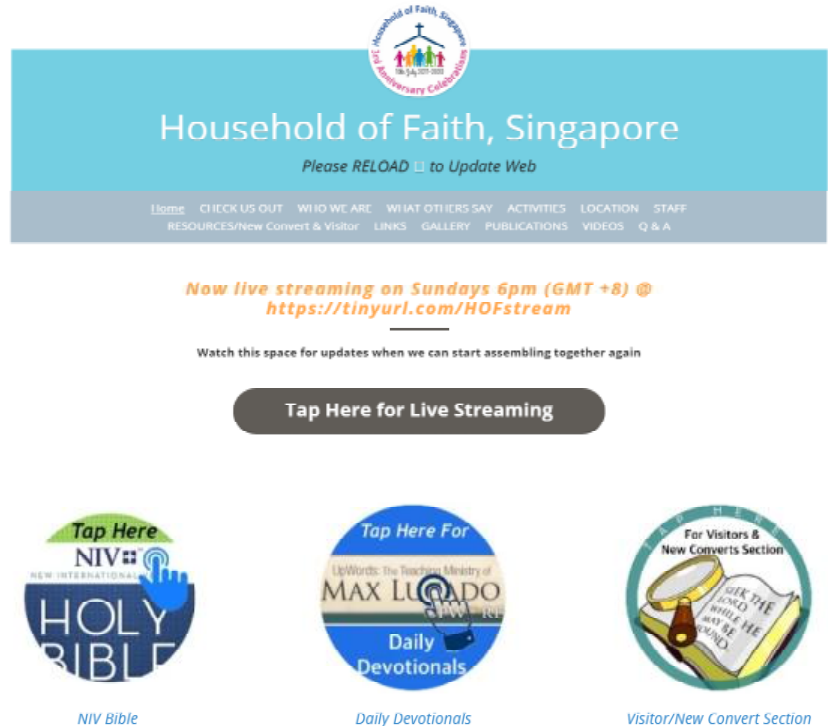 Household of Faith, Singapore
3rd Anniversary Celebrations
Household of Faith, Singapore
Please RELOAD to Update Web
Home CHECK US OUT WHO WE ARE WHAT OTHERS SAY ACTIVITIES LOCATION STAFF
RESOURCES/New Convert & Visitor LINKS GALLERY PUBLICATIONS VIDEOS Q & A
Now live streaming on Sundays 6pm (GMT +8) @
https://tinyurl.com/HOFstream
Watch this space for updates when we can start assembling together again
Tap Here for Live Streaming
Tap Here
NIV
NEW INTERNATIONAL
HOLY
BIBLE
Tap Here For
UpWords: The Teaching Ministry of
MAX LUCADO
Daily
Devotionals
TAP HERE
For Visitors &
New Converts Section
SEEK THE
LORD
WHILE HE
MAY BE
FOUND.
NIV Bible
Daily Devotionals
Visitor/New Convert Section